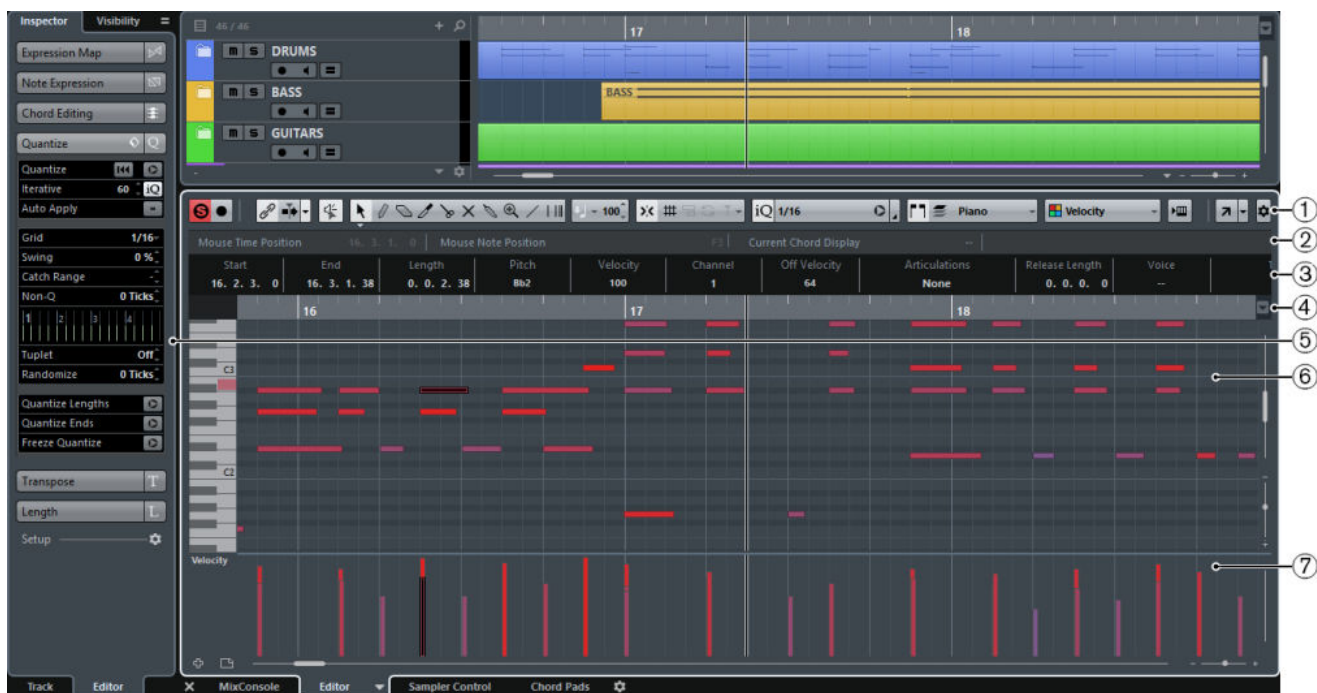 Inspector Visibility
46 / 46
17 18
Expression Map
Note Expression
Chord Editing
Quantize Q
Quantize
Iterative 60 iQ
Auto Apply
Grid 1/16
Swing 0 %
Catch Range -
Non-Q 0 Ticks
1 2 3 4
Tuplet Off
Randomize 0 Ticks
Quantize Lengths
Quantize Ends
Freeze Quantize
Transpose T
Length L
Setup
m S DRUMS
m S BASS
BASS
m S GUITARS
S 100 iQ 1/16 Piano Velocity 1
Mouse Time Position 16. 3. 1. 0 Mouse Note Position F3 Current Chord Display -- 2
Start End Length Pitch Velocity Channel Off Velocity Articulations Release Length Voice
16. 2. 3. 0 16. 3. 1. 38 0. 0. 2. 38 Bb2 100 1 64 None 0. 0. 0. 0 -- 3
16 17 18 4
5
C3 6
C2
Velocity 7
Track Editor MixConsole Editor Sampler Control Chord Pads